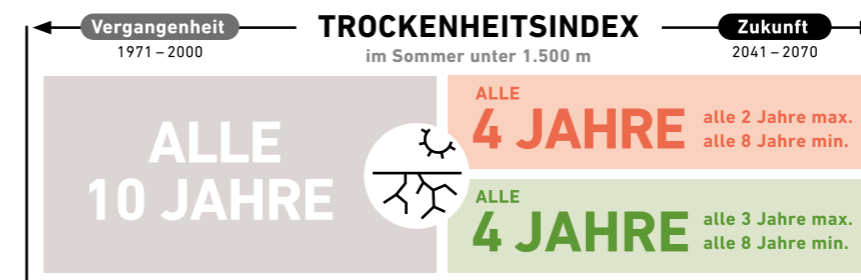 Vergangenheit
1971 – 2000
TROCKENHEITSINDEX
im Sommer unter 1.500 m
Zukunft
2041 – 2070
ALLE
10 JAHRE
ALLE
4 JAHRE
alle 2 Jahre max.
alle 8 Jahre min.
ALLE
4 JAHRE
alle 3 Jahre max.
alle 8 Jahre min.